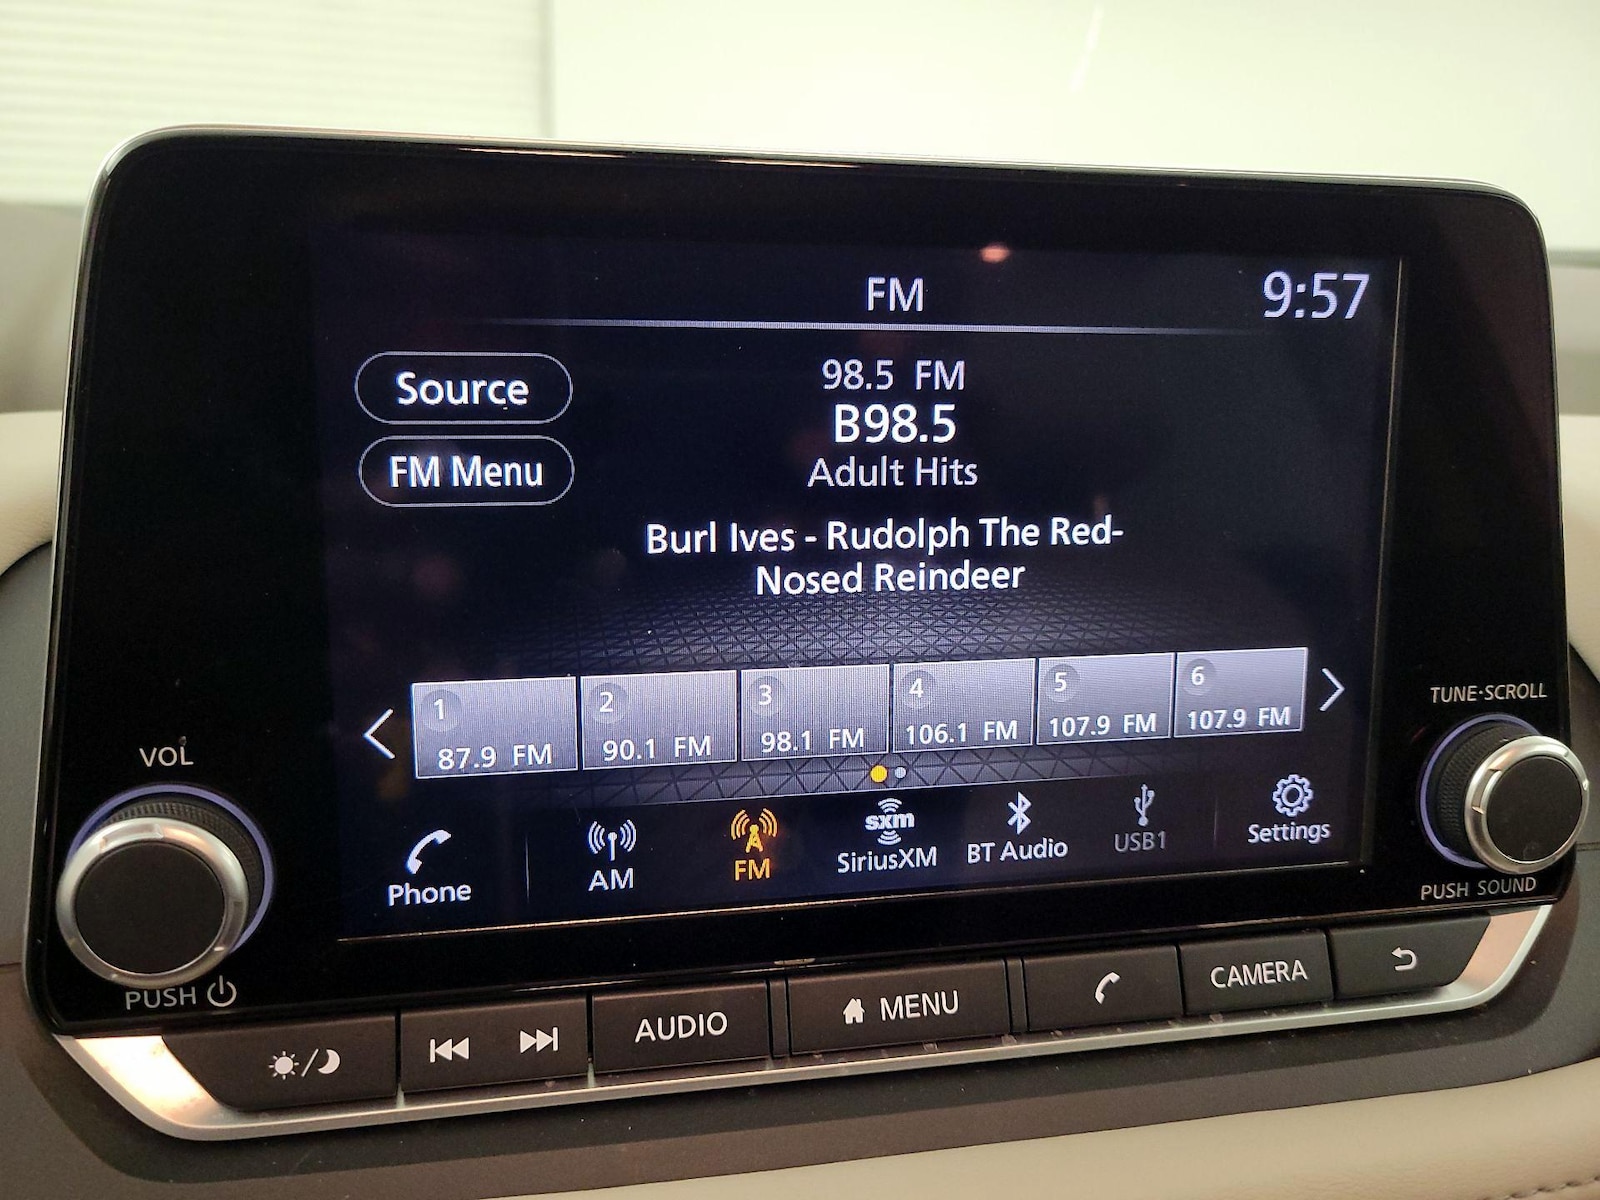 FM
9:57
Source
FM Menu
98.5 FM
B98.5
Adult Hits
Burl Ives - Rudolph The Red-
Nosed Reindeer
1
87.9 FM
2
90.1 FM
3
98.1 FM
4
106.1 FM
5
107.9 FM
6
107.9 FM
Phone
AM
FM
sxm
SiriusXM
BT Audio
USB1
Settings
VOL
PUSH
TUNE·SCROLL
PUSH SOUND
AUDIO
MENU
CAMERA